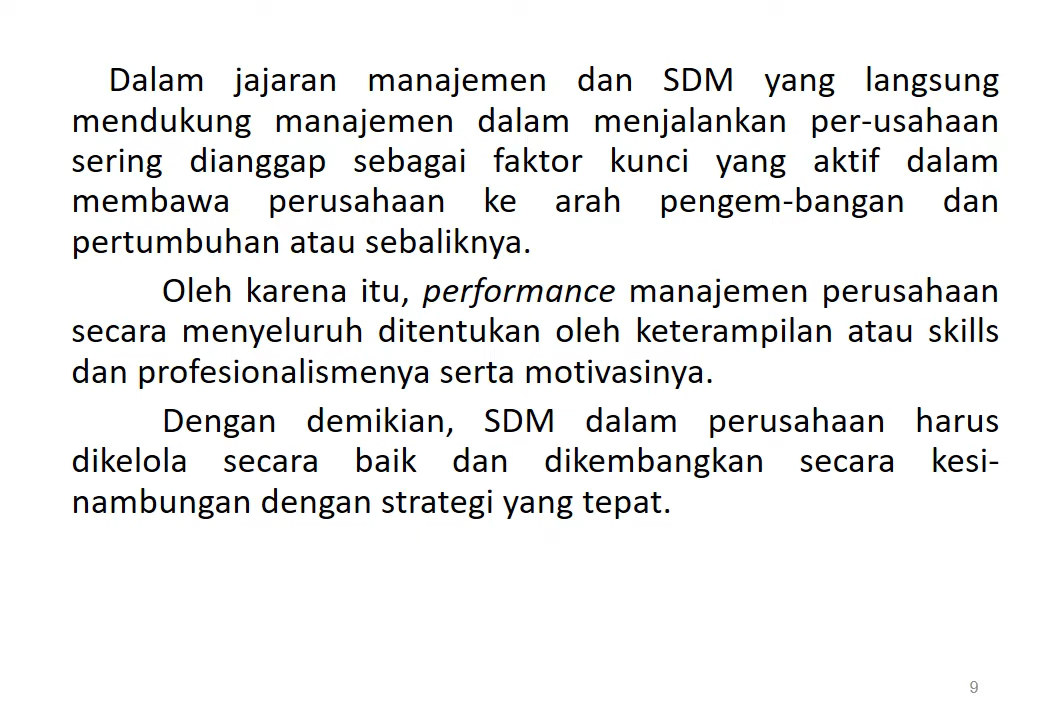 Dalam jajaran manajemen dan SDM yang langsung
mendukung manajemen dalam menjalankan per-usahaan
sering dianggap sebagai faktor kunci yang aktif dalam
membawa perusahaan ke arah pengem-bangan dan
pertumbuhan atau sebaliknya.
Oleh karena itu, performance manajemen perusahaan
secara menyeluruh ditentukan oleh keterampilan atau skills
dan profesionalismenya serta motivasinya.
Dengan demikian, SDM dalam perusahaan harus
dikelola secara baik dan dikembangkan secara kesi-
nambungan dengan strategi yang tepat.
9